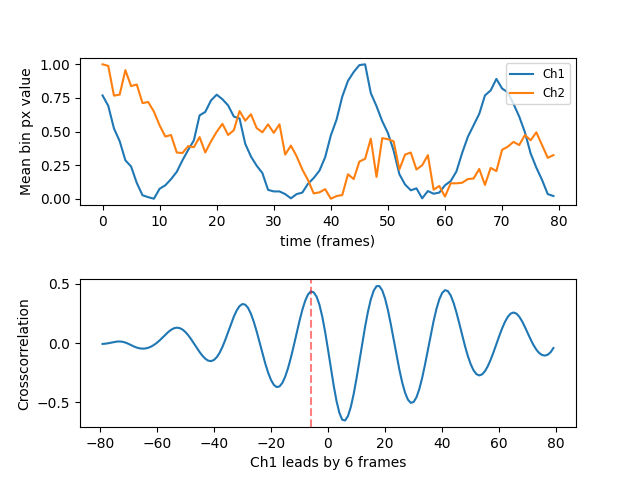 1.00
0.75
0.50
0.25
0.00
Mean bin px value
Ch1
Ch2
0 10 20 30 40 50 60 70 80
time (frames)
0.5
0.0
−0.5
Crosscorrelation
−80 −60 −40 −20 0 20 40 60 80
Ch1 leads by 6 frames